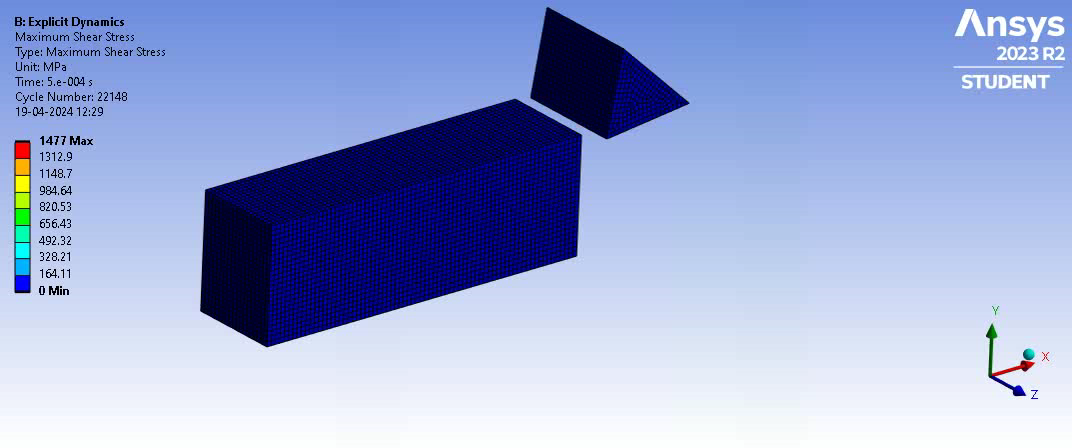 B: Explicit Dynamics
Maximum Shear Stress
Type: Maximum Shear Stress
Unit: MPa
Time: 5.e-004 s
Cycle Number: 22148
19-04-2024 12:29
1477 Max
1312.9
1148.7
984.64
820.53
656.43
492.32
328.21
164.11
0 Min
Ansys
2023 R2
STUDENT
Y
X
Z